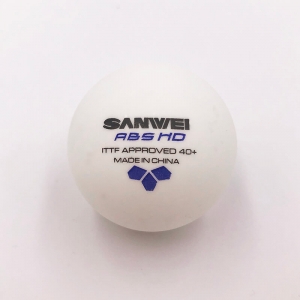 SANWEI
ABS HD
ITTF APPROVED 40+
MADE IN CHINA